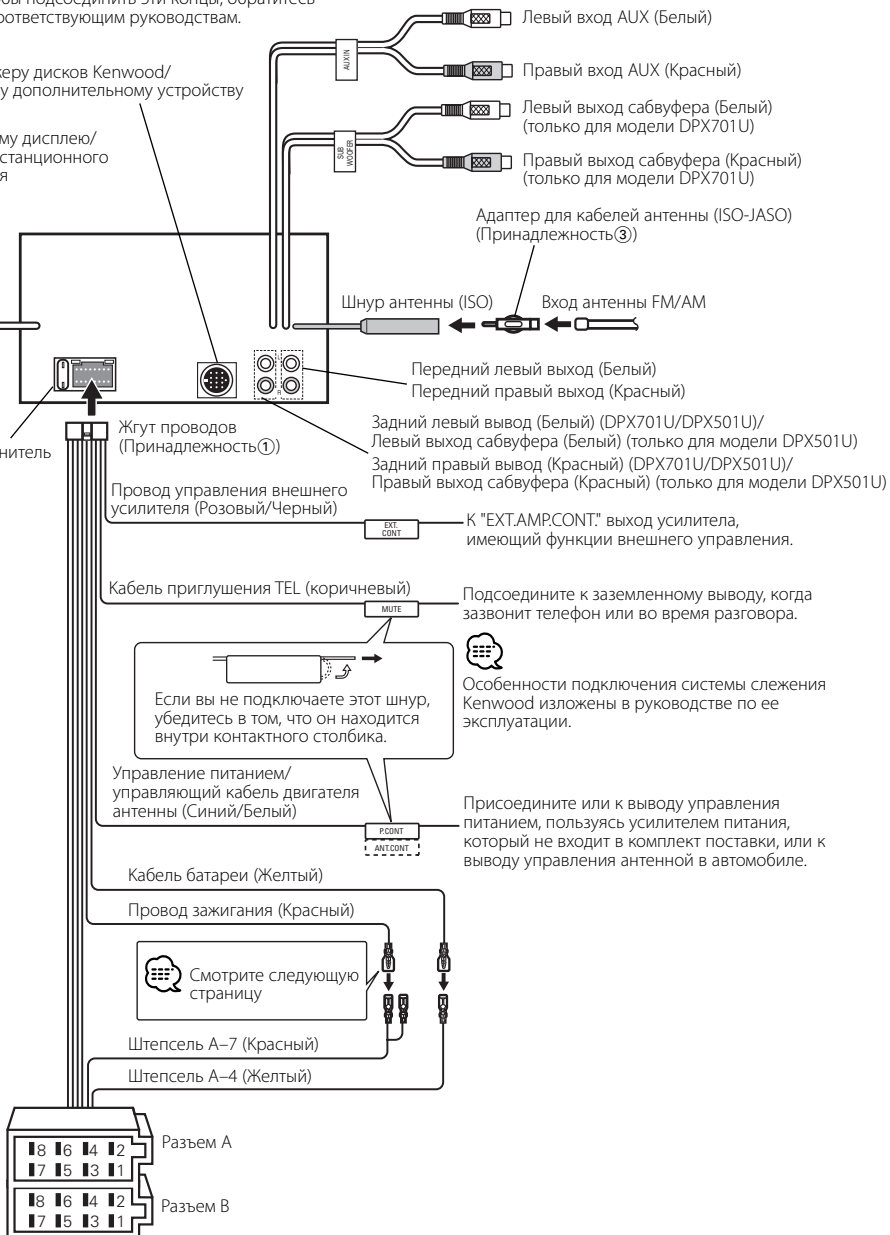 подсоединить эти концы, обратитесь
руководствам.
дисков Kenwood/
дополнительному устройству
дисплею/
AUX IN
Левый вход AUX (Белый)
Правый вход AUX (Красный)
SUB
WOOFER
Левый выход сабвуфера (Белый)
(только для модели DPX701U)
Правый выход сабвуфера (Красный)
(только для модели DPX701U)
Адаптер для кабелей антенны (ISO-JASO)
(Принадлежность③)
Шнур антенны (ISO)
Вход антенны FM/AM
Передний левый выход (Белый)
Передний правый выход (Красный)
R
Задний левый вывод (Белый) (DPX701U/DPX501U)/
Левый выход сабвуфера (Белый) (только для модели DPX501U)
Задний правый вывод (Красный) (DPX701U/DPX501U)/
Правый выход сабвуфера (Красный) (только для модели DPX501U)
Жгут проводов
(Принадлежность①)
Провод управления внешнего
усилителя (Розовый/Черный)
EXT.
CONT
К "EXT.AMP.CONT." выход усилитела,
имеющий функции внешнего управления.
Кабель приглушения TEL (коричневый)
MUTE
Подсоедините к заземленному выводу, когда
зазвонит телефон или во время разговора.
Если вы не подключаете этот шнур,
убедитесь в том, что он находится
внутри контактного столбика.
Особенности подключения системы слежения
Kenwood изложены в руководстве по ее
эксплуатации.
Управление питанием/
управляющий кабель двигателя
антенны (Синий/Белый)
P.CONT
ANT.CONT
Присоедините или к выводу управления
питанием, пользуясь усилителем питания,
который не входит в комплект поставки, или к
выводу управления антенной в автомобиле.
Кабель батареи (Желтый)
Провод зажигания (Красный)
Смотрите следующую
страницу
Штепсель A–7 (Красный)
Штепсель A–4 (Желтый)
8 6 4 2
7 5 3 1
Разъем A
8 6 4 2
7 5 3 1
Разъем B